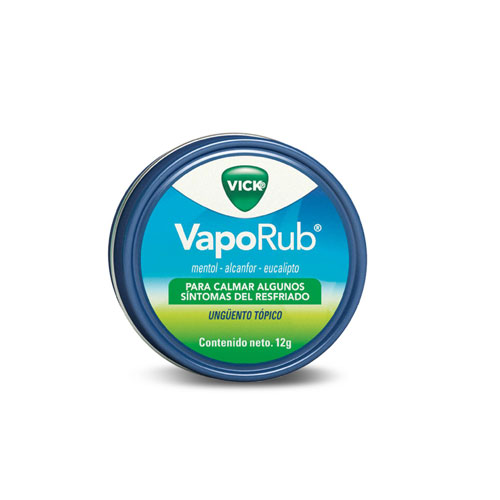 VICK®
VapoRub®
mentol - alcanfor - eucalipto
PARA CALMAR ALGUNOS
SÍNTOMAS DEL RESFRIADO
UNGÜENTO TÓPICO
Contenido neto. 12g